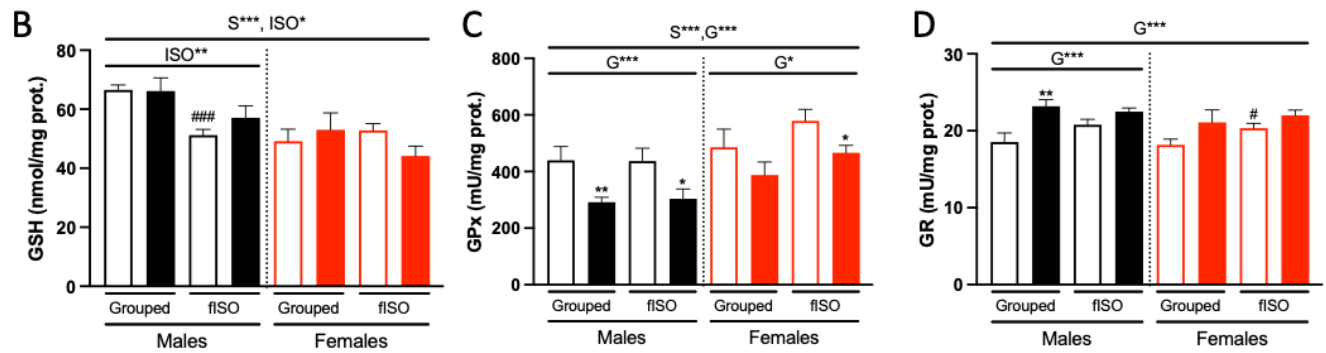 B
S***, ISO*
ISO**
GSH (nmol/mg prot.)
80
60
40
20
0
###
Grouped
fISO
Grouped
fISO
Males
Females
C
S***,G***
G***
G*
GPx (mU/mg prot.)
800
600
400
200
0
**
*
*
Grouped
fISO
Grouped
fISO
Males
Females
D
G***
G***
GR (mU/mg prot.)
30
20
10
0
**
#
Grouped
fISO
Grouped
fISO
Males
Females